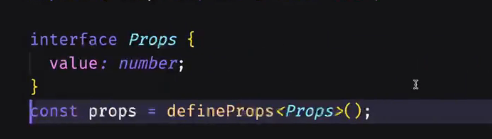 interface Props {
  value: number;
}
const props = defineProps<Props>();